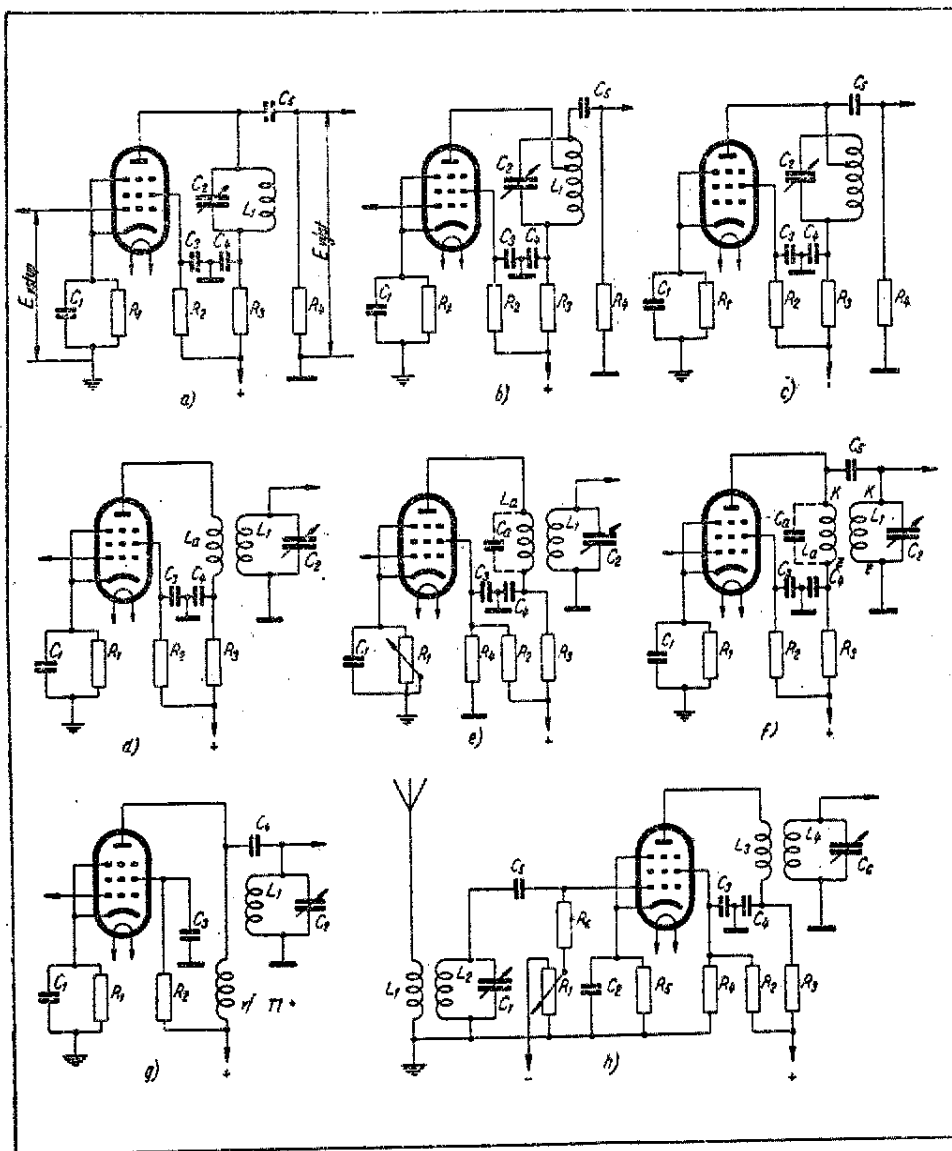 C5
C2
L1
C3 C4
C1
R1
R2
R3
R4
a)
+
C5
C2
L1
C3 C4
C1
R1
R2
R3
R4
b)
+
C5
C2
C3 C4
C1
R1
R2
R3
R4
c)
La
L1
C2
C3 C4
C1
R1
R2
R3
d)
+
La
Ca
L1
C2
C3
C4
C1
R1
R4
R2
R3
e)
+
C5
K K
Ca
La
L1
C2
C3
C4
C1
R1
R2
R3
f)
+
C4
L1
C3
C1
R1
R2
g)
+
L3
L4
C6
C5
C3
C4
L1
L2
C1
R1
C2
R5
R4
R2
R3
-
h)
+